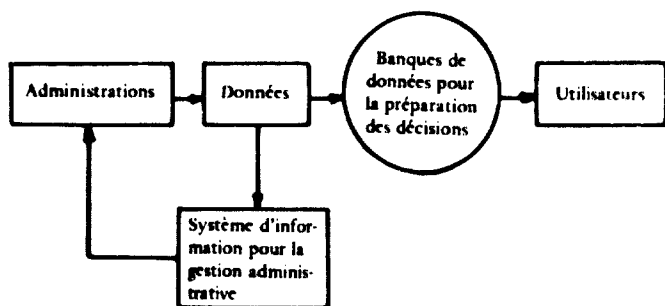 Administrations
Données
Banques de
données pour
la préparation
des décisions
Utilisateurs
Système d'infor-
mation pour la
gestion adminis-
trative